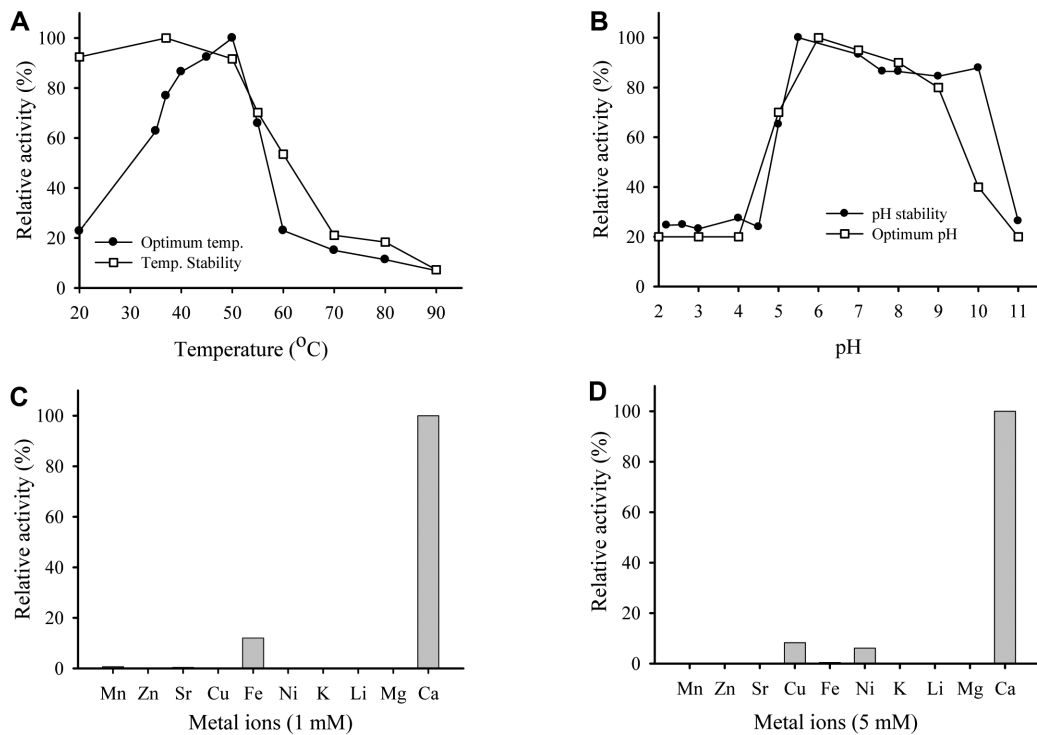 A
Relative activity (%)
100
80
60
40
20
0
Optimum temp.
Temp. Stability
20 30 40 50 60 70 80 90
Temperature (°C)
B
Relative activity (%)
100
80
60
40
20
0
pH stability
Optimum pH
2 3 4 5 6 7 8 9 10 11
pH
C
Relative activity (%)
100
80
60
40
20
0
Mn Zn Sr Cu Fe Ni K Li Mg Ca
Metal ions (1 mM)
D
Relative activity (%)
100
80
60
40
20
0
Mn Zn Sr Cu Fe Ni K Li Mg Ca
Metal ions (5 mM)